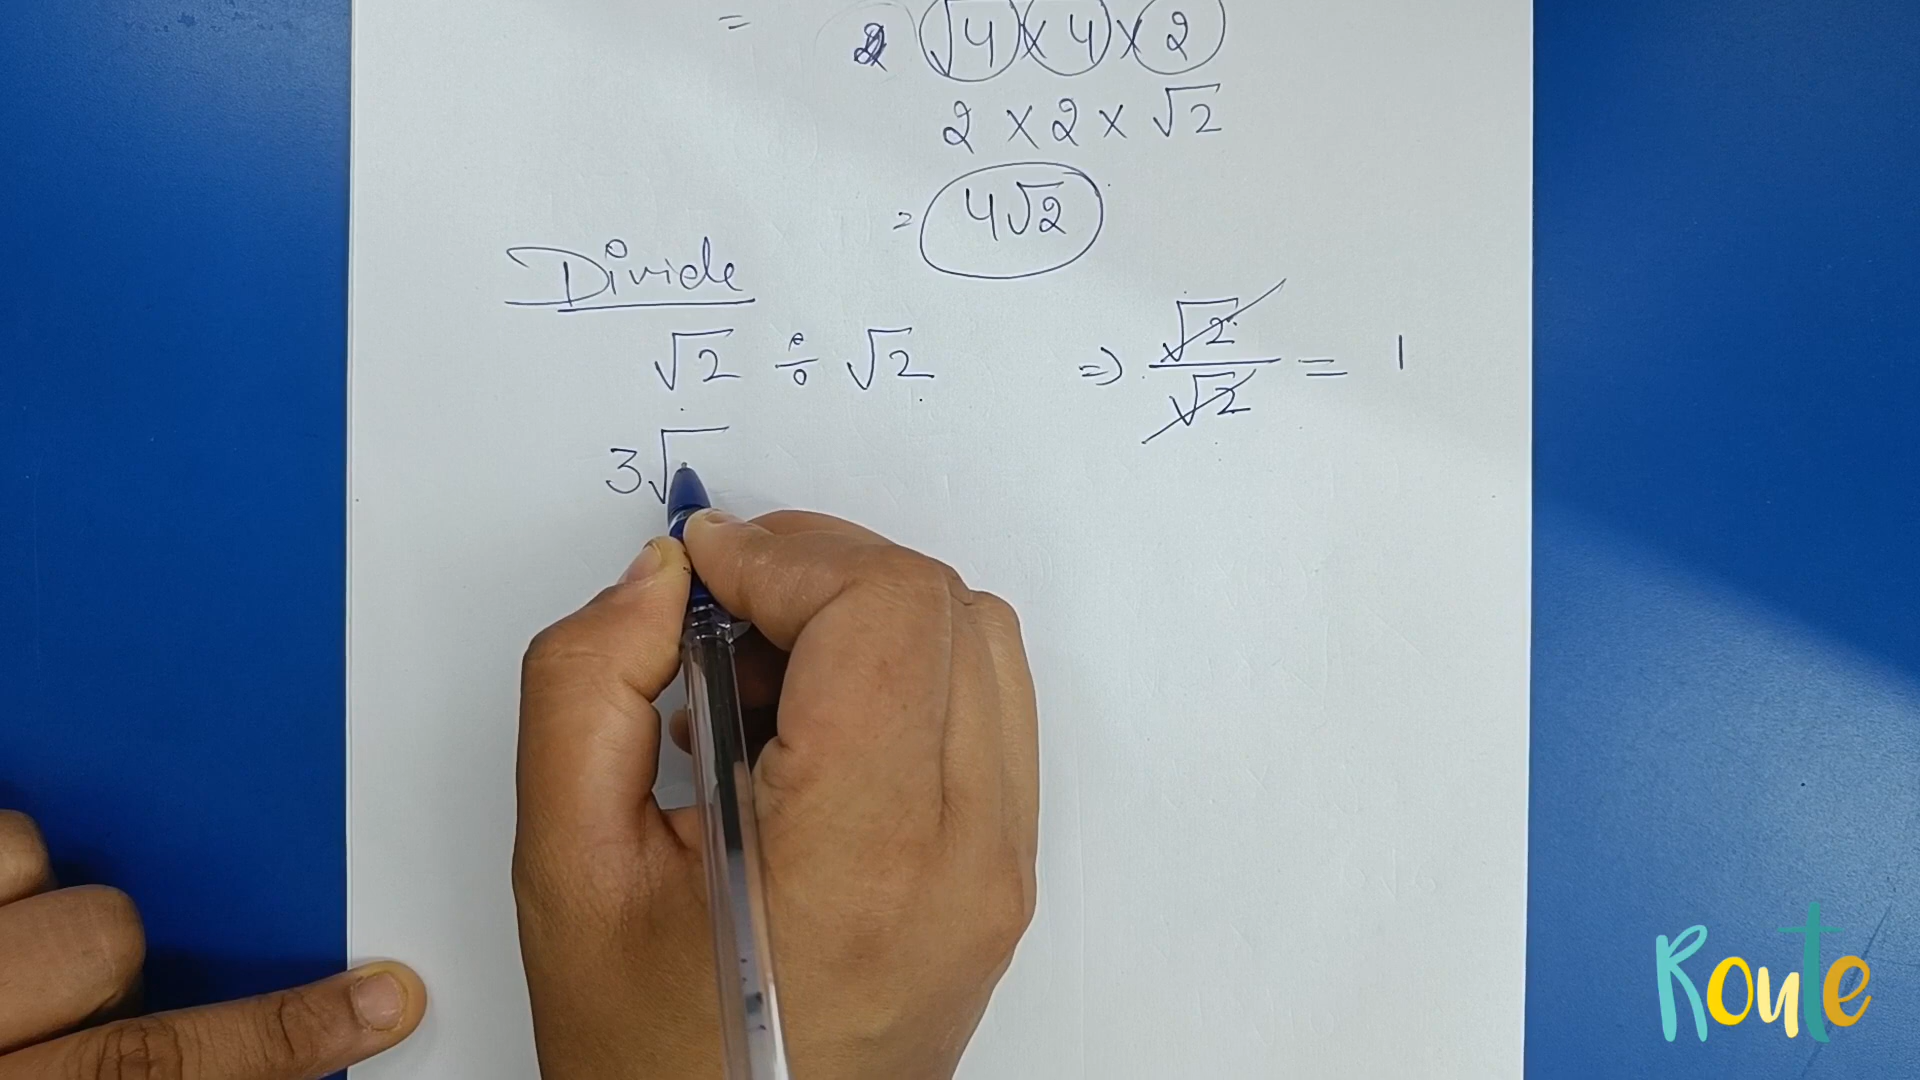 = 2 √4 × 4 × 2
2 × 2 × √2
= 4√2
Divide
√2 ÷ √2 => √2/√2 = 1
3√
Route